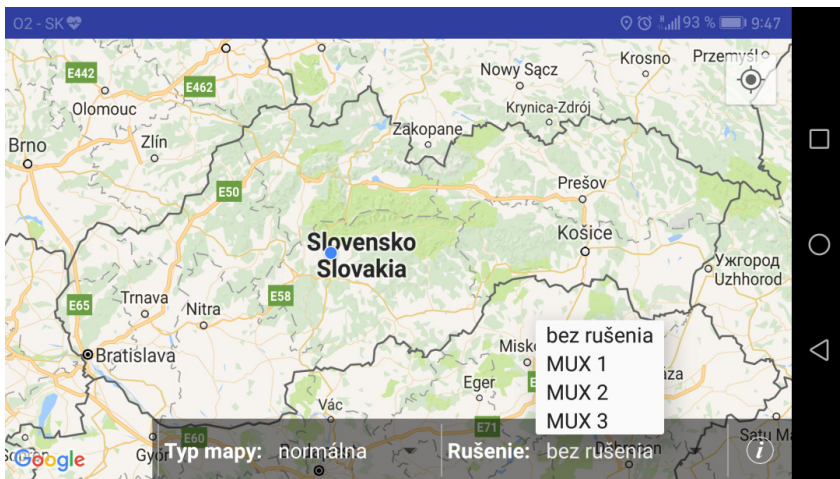 O2 - SK
93 % 9:47
E442
E462
Olomouc
Nowy Sącz
Krosno
Krynica-Zdrój
Zakopane
Brno
Zlín
E50
Prešov
Slovensko
Slovakia
Košice
Ужгород
Uzhhorod
E65
Trnava
Nitra
E58
Bratislava
bez rušenia
MUX 1
MUX 2
MUX 3
Eger
Vác
E71
E60
Typ mapy: normálna
Rušenie: bez rušenia
i
Google